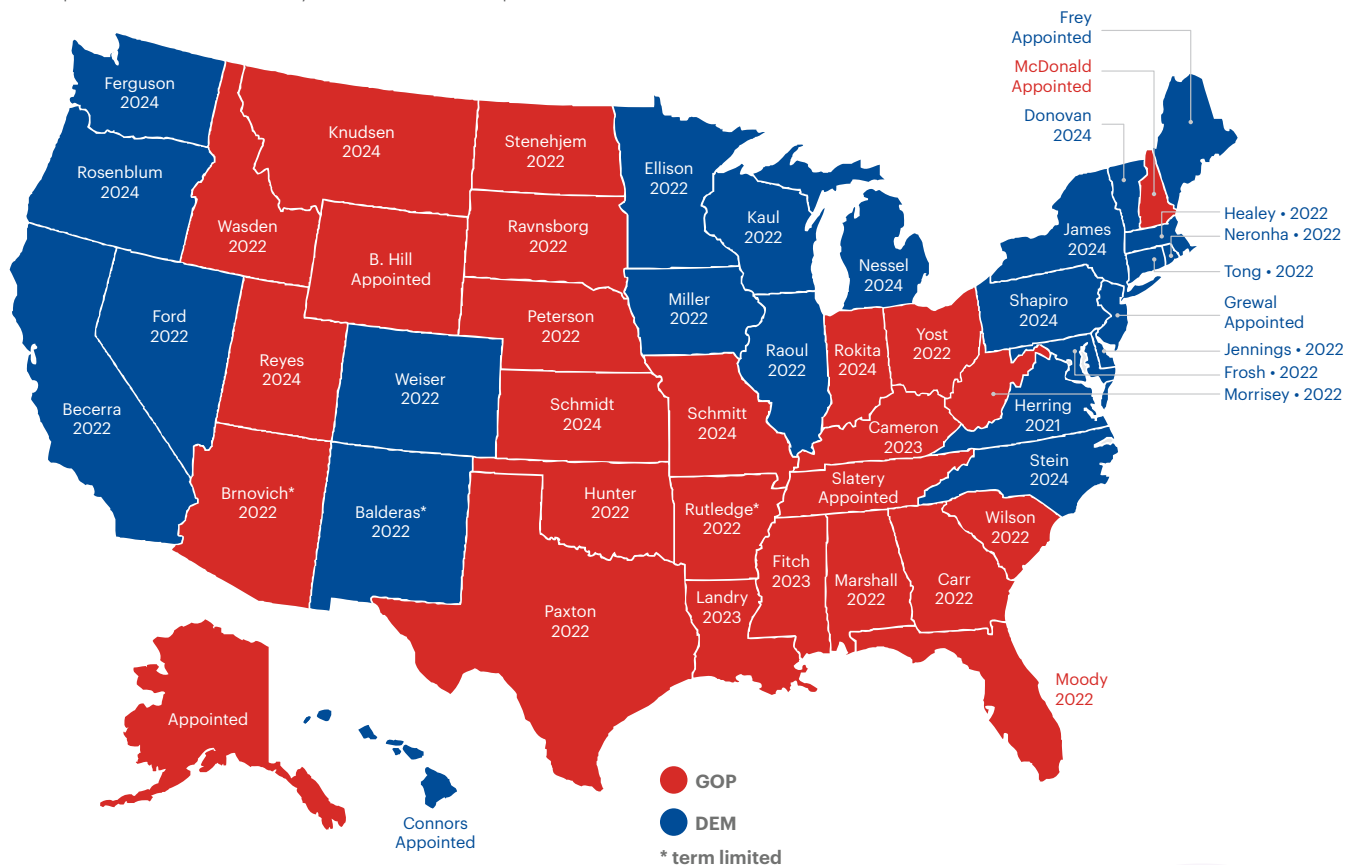 Frey
Appointed
McDonald
Appointed
Donovan
2024
Ferguson
2024
Knudsen
2024
Stenehjem
2022
Ellison
2022
Rosenblum
2024
Wasden
2022
B. Hill
Appointed
Ravnsborg
2022
Kaul
2022
Nessel
2024
James
2024
Healey • 2022
Neronha • 2022
Tong • 2022
Grewal
Appointed
Jennings • 2022
Frosh • 2022
Morrisey • 2022
Ford
2022
Reyes
2024
Peterson
2022
Miller
2022
Raoul
2022
Rokita
2024
Yost
2022
Shapiro
2024
Becerra
2022
Weiser
2022
Schmidt
2024
Schmitt
2024
Cameron
2023
Herring
2021
Stein
2024
Brnovich*
2022
Balderas*
2022
Hunter
2022
Rutledge*
2022
Slatery
Appointed
Wilson
2022
Paxton
2022
Landry
2023
Fitch
2023
Marshall
2022
Carr
2022
Moody
2022
Appointed
Connors
Appointed
GOP
DEM
* term limited